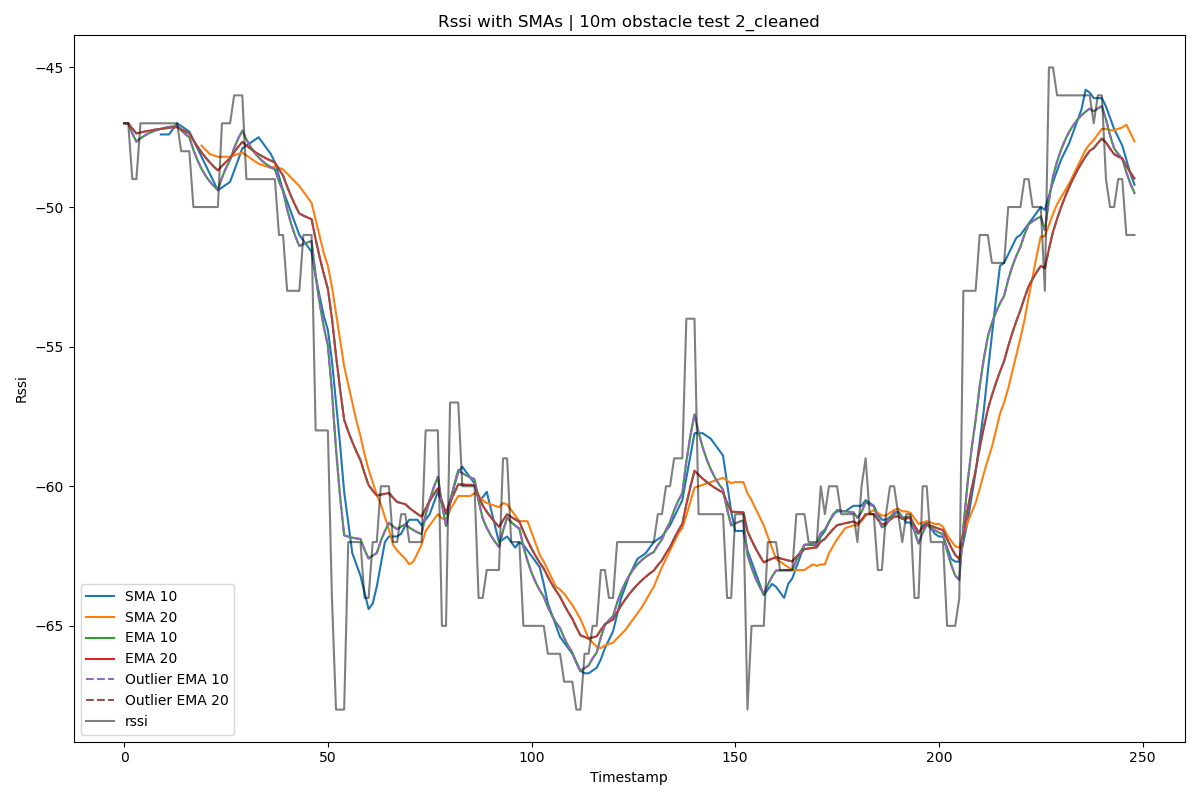 Rssi with SMAs | 10m obstacle test 2_cleaned
−45
−50
−55
−60
−65
Rssi
SMA 10
SMA 20
EMA 10
EMA 20
Outlier EMA 10
Outlier EMA 20
rssi
0
50
100
150
200
250
Timestamp